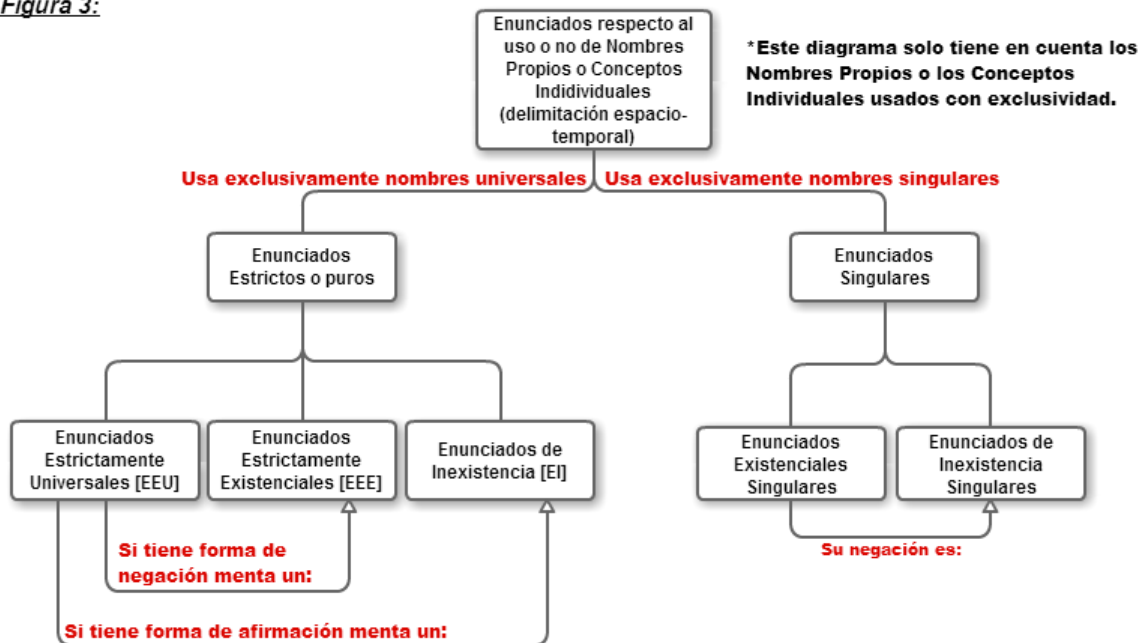 Figura 3:
Enunciados respecto al
uso o no de Nombres
Propios o Conceptos
Indidividuales
(delimitación espacio-
temporal)
*Este diagrama solo tiene en cuenta los
Nombres Propios o los Conceptos
Individuales usados con exclusividad.
Usa exclusivamente nombres universales
Usa exclusivamente nombres singulares
Enunciados
Estrictos o puros
Enunciados
Singulares
Enunciados
Estrictamente
Universales [EEU]
Enunciados
Estrictamente
Existenciales [EEE]
Enunciados de
Inexistencia [EI]
Enunciados
Existenciales
Singulares
Enunciados de
Inexistencia
Singulares
Si tiene forma de
negación menta un:
Su negación es:
Si tiene forma de afirmación menta un: